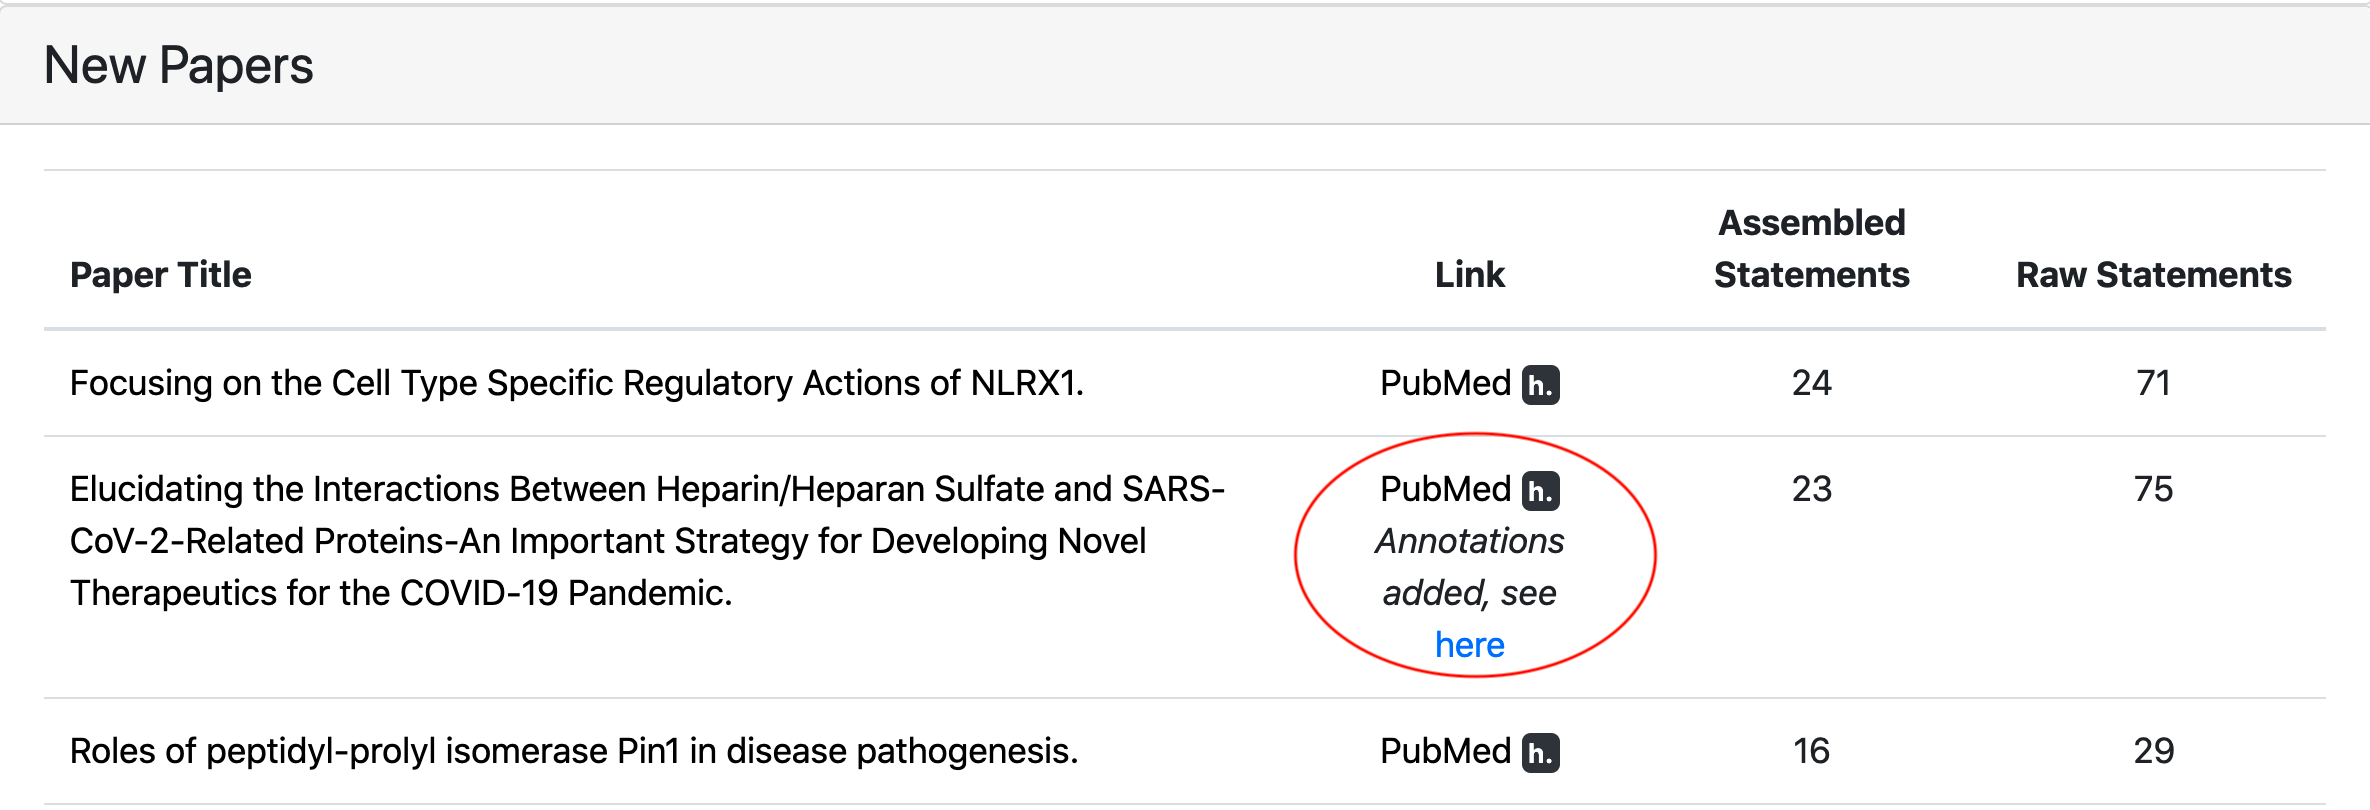 New Papers
Assembled
Paper Title Link Statements Raw Statements
Focusing on the Cell Type Specific Regulatory Actions of NLRX1. PubMed h. 24 71
Elucidating the Interactions Between Heparin/Heparan Sulfate and SARS- PubMed h. 23 75
CoV-2-Related Proteins-An Important Strategy for Developing Novel Annotations
Therapeutics for the COVID-19 Pandemic. added, see
here
Roles of peptidyl-prolyl isomerase Pin1 in disease pathogenesis. PubMed h. 16 29